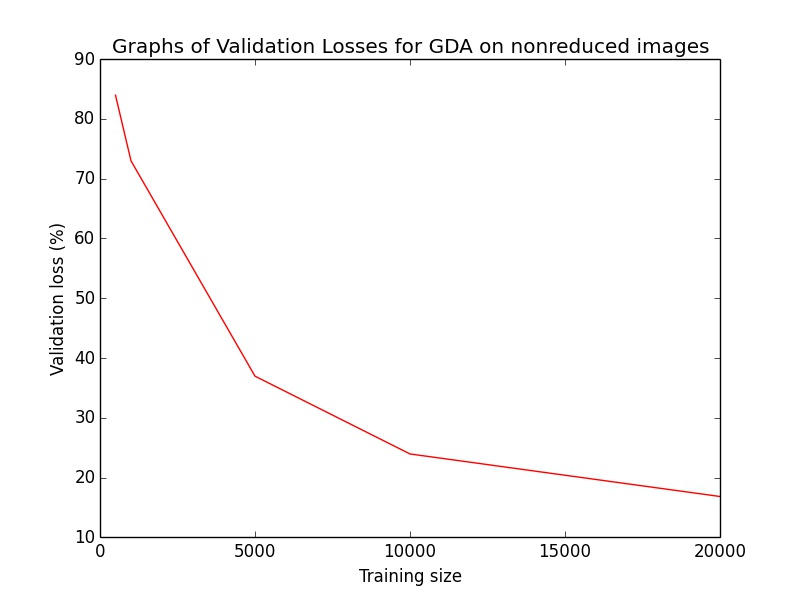 Graphs of Validation Losses for GDA on nonreduced images
90
80
70
60
50
40
30
20
10
Validation loss (%)
0 5000 10000 15000 20000
Training size